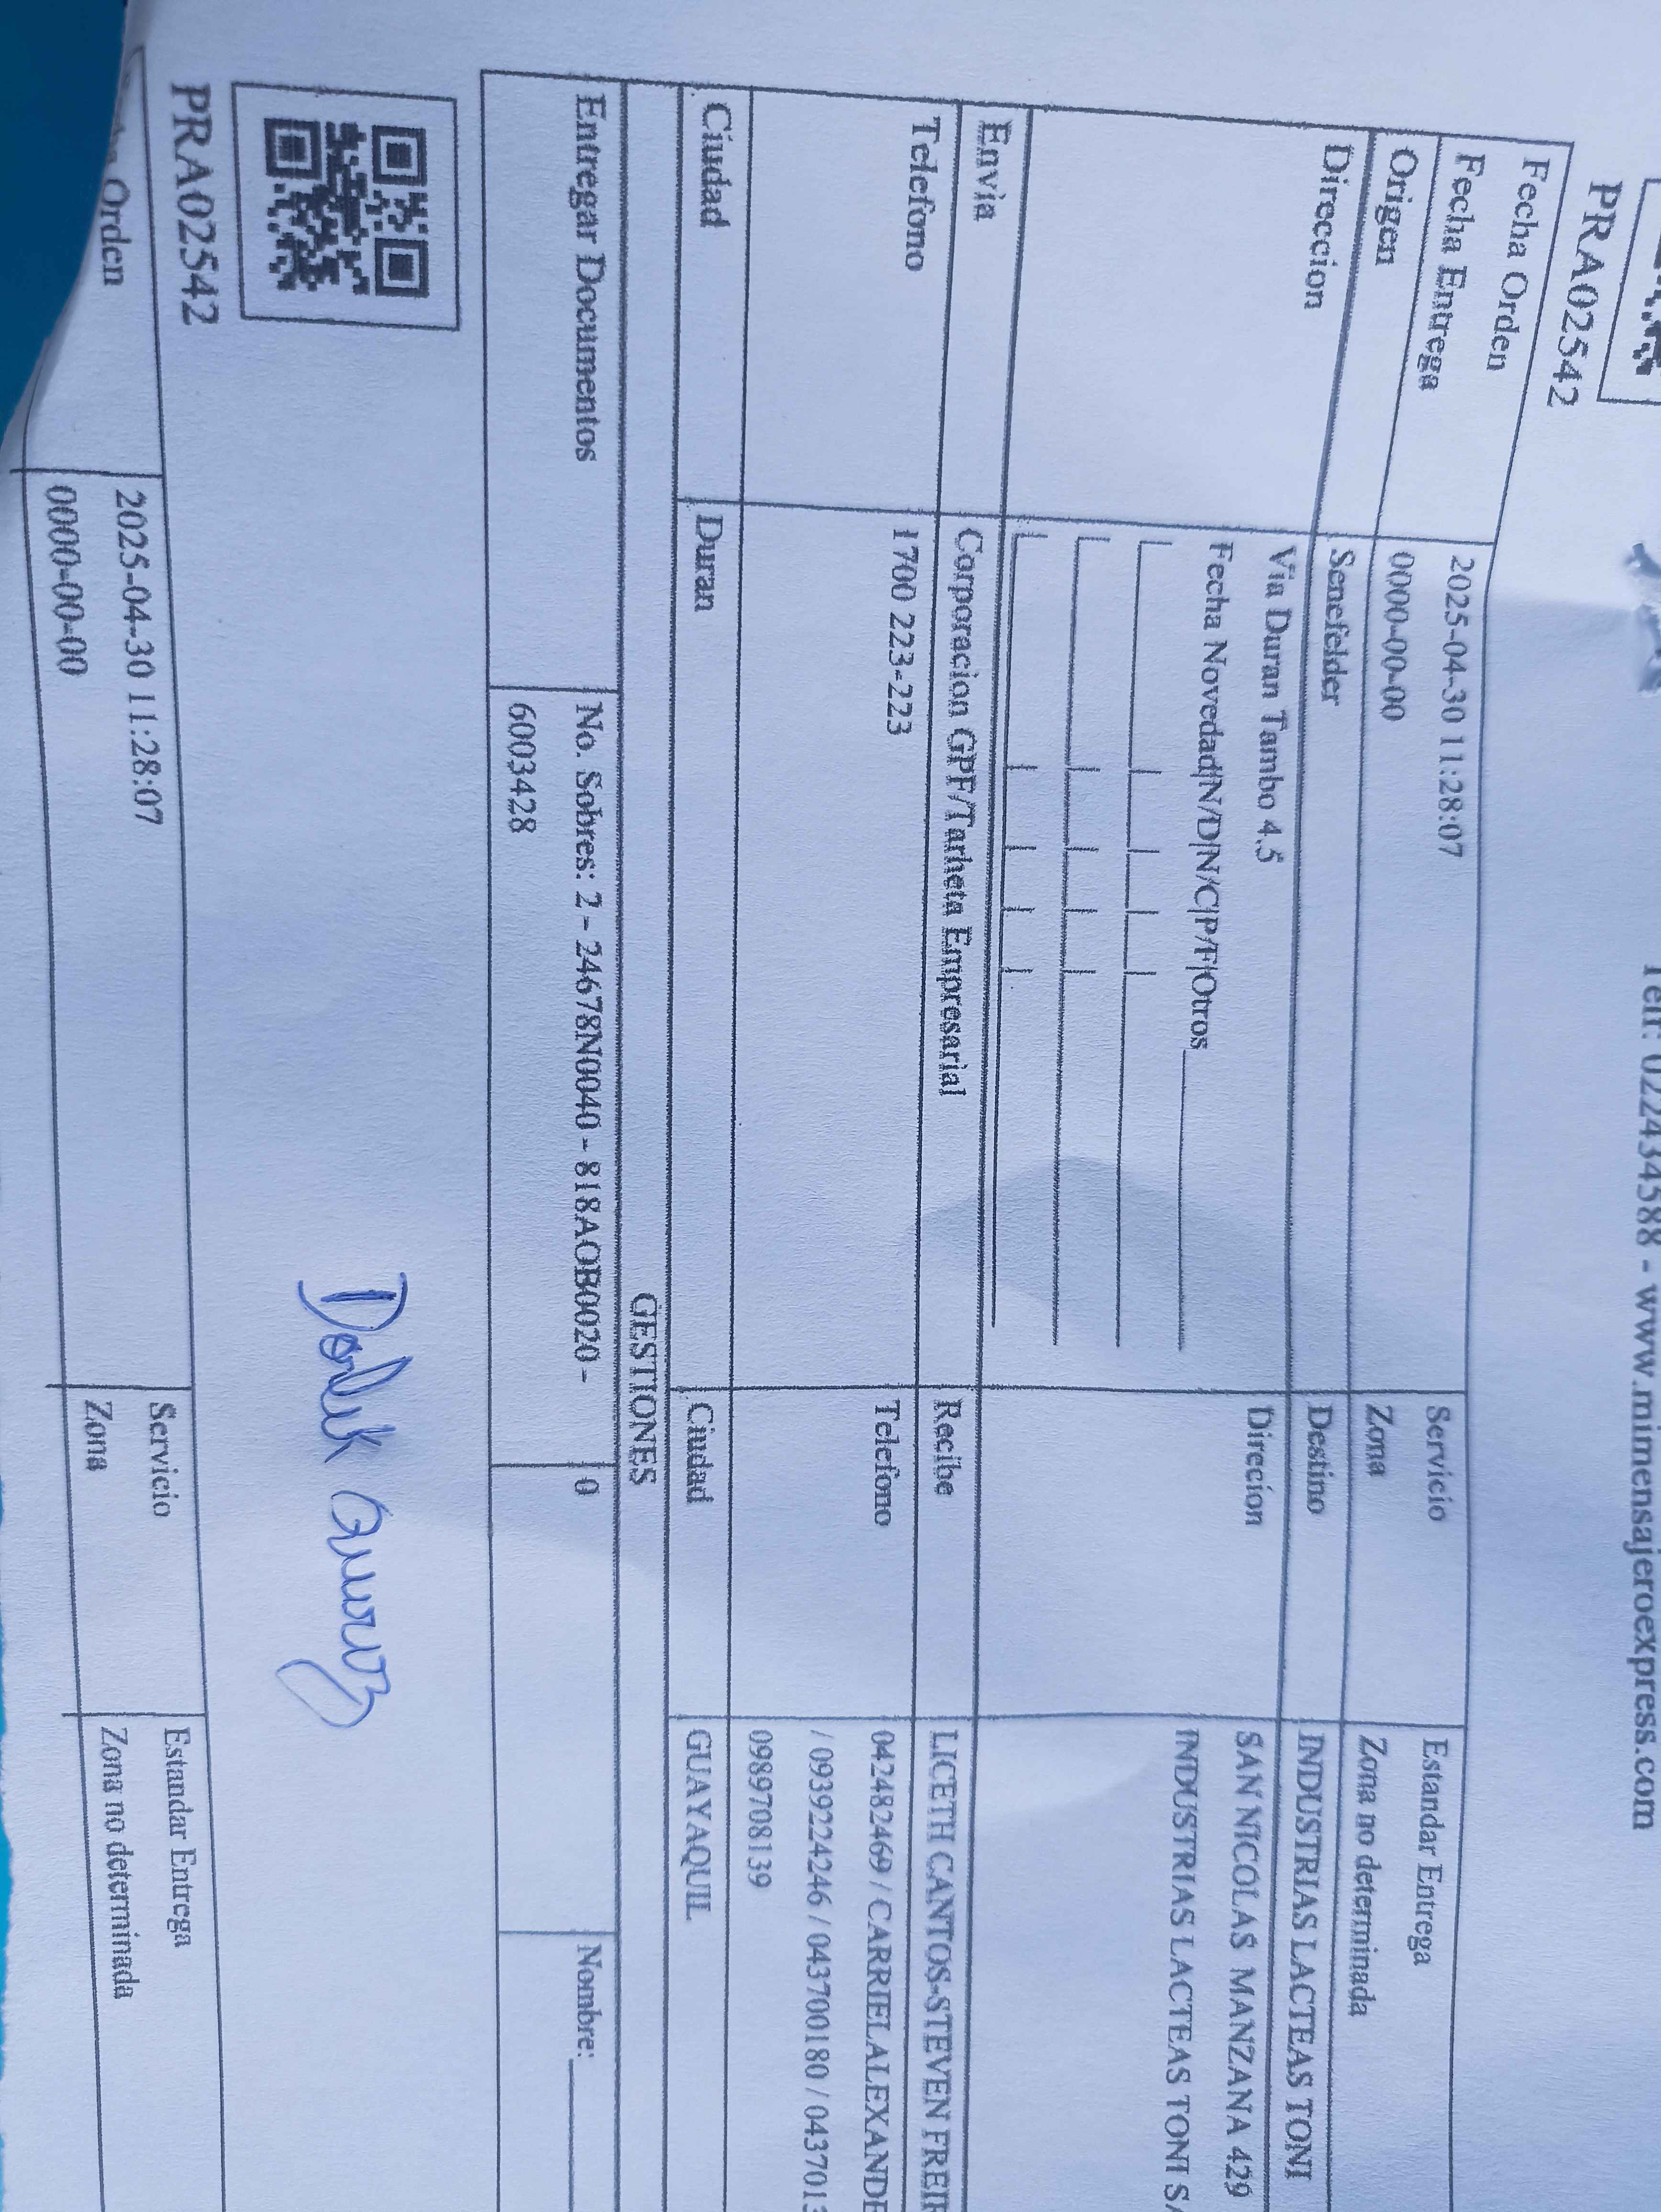 Telf: 022434588 - www.mimensajeroexpress.com
PRA02542
Fecha Orden 2025-04-30 11:28:07 Servicio Estandar Entrega
Fecha Entrega 0000-00-00 Zona Zona no determinada
Origen Senefelder Destino INDUSTRIAS LACTEAS TONI
Direccion Via Duran Tambo 4.5 Direcion SAN NICOLAS MANZANA 429
Fecha Novedad|N/D|N/C|P/F|Otros INDUSTRIAS LACTEAS TONI SA
Envia Corporacion GPF/Tarheta Empresarial Recibe LICETH CANTOS-STEVEN FREIR
Telefono 1700 223-223 Telefono 042482469 / CARRIELALEXANDE
/ 0939224246 / 043700180 / 0437013
0989708139
Ciudad Duran Ciudad GUAYAQUIL
GESTIONES
Entregar Documentos No. Sobres: 2 - 24678N0040 - 818AOB0020 - 0 Nombre:
6003428
PRA02542
Orden 2025-04-30 11:28:07 Servicio Estandar Entrega
0000-00-00 Zona Zona no determinada